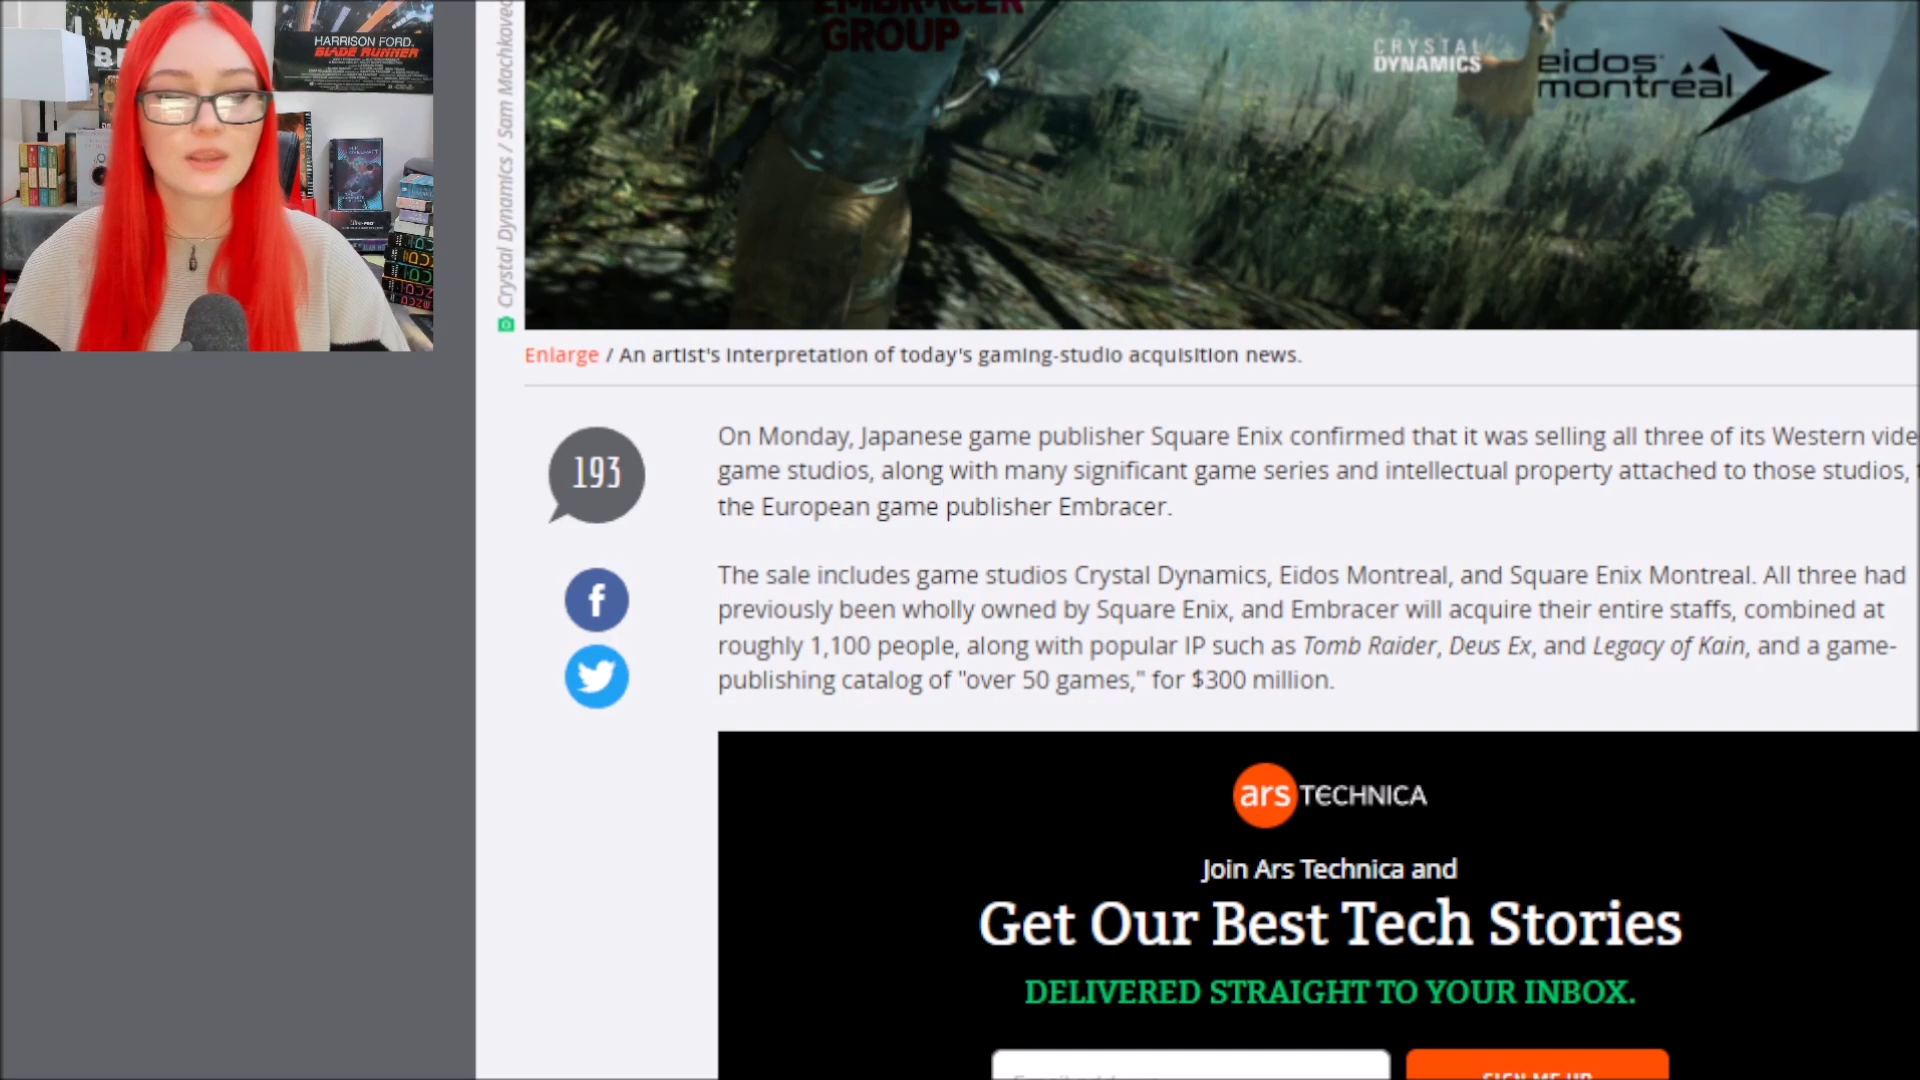 HARRISON FORD.
BLADE RUNNER
EMBRACER
GROUP
CRYSTAL
DYNAMICS
eidos
montréal
Crystal Dynamics / Sam Machkovec
Enlarge / An artist's interpretation of today's gaming-studio acquisition news.
193
On Monday, Japanese game publisher Square Enix confirmed that it was selling all three of its Western vide
game studios, along with many significant game series and intellectual property attached to those studios,
the European game publisher Embracer.
The sale includes game studios Crystal Dynamics, Eidos Montreal, and Square Enix Montreal. All three had
previously been wholly owned by Square Enix, and Embracer will acquire their entire staffs, combined at
roughly 1,100 people, along with popular IP such as Tomb Raider, Deus Ex, and Legacy of Kain, and a game-
publishing catalog of "over 50 games," for $300 million.
ars TECHNICA
Join Ars Technica and
Get Our Best Tech Stories
DELIVERED STRAIGHT TO YOUR INBOX.
SIGN ME UP